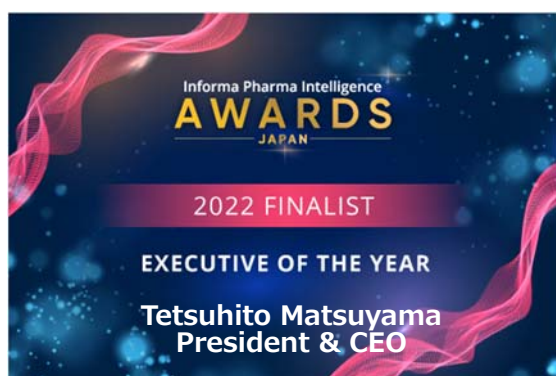 Informa Pharma Intelligence
AWARDS
JAPAN
2022 FINALIST
EXECUTIVE OF THE YEAR
Tetsuhito Matsuyama
President & CEO